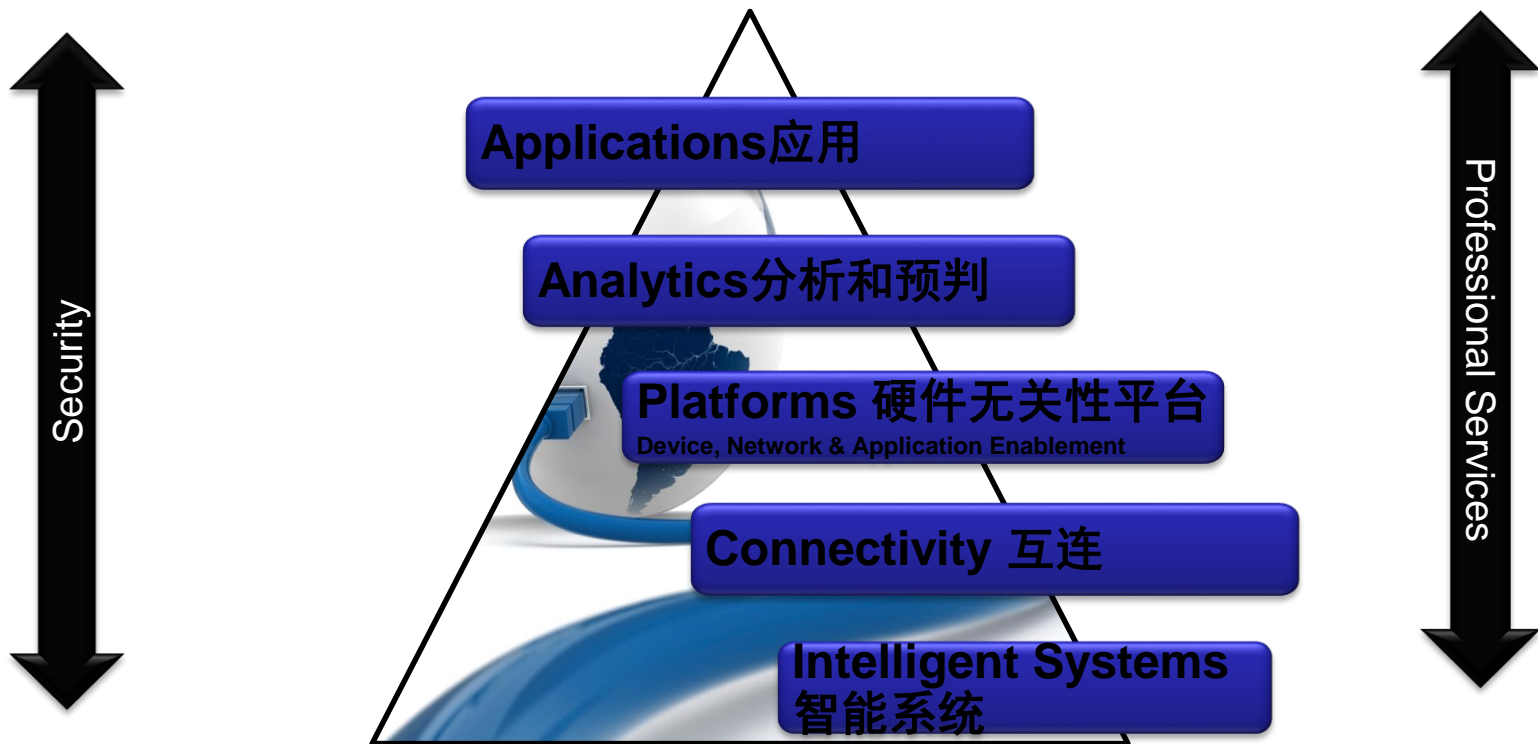 Applications应用
Analytics分析和预判
Platforms 硬件无关性平台
Device, Network & Application Enablement
Connectivity 互连
Intelligent Systems
智能系统
Security
Professional Services